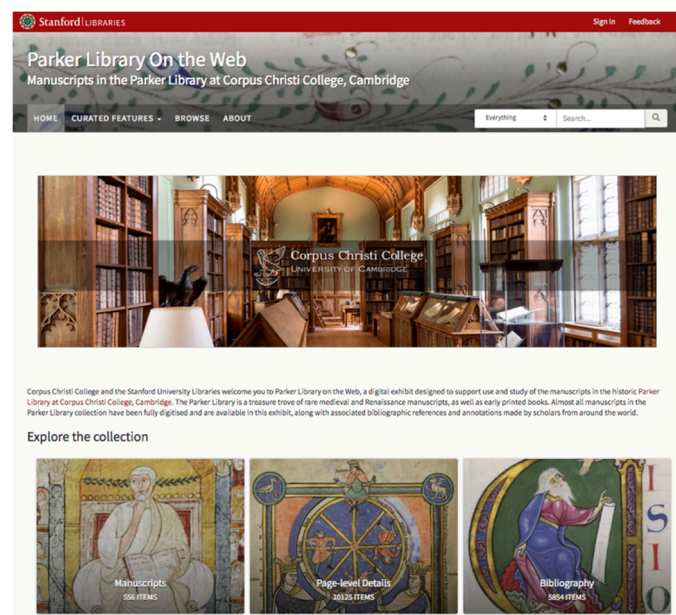 Stanford | LIBRARIES
Sign in Feedback
Parker Library On the Web
Manuscripts in the Parker Library at Corpus Christi College, Cambridge
HOME CURATED FEATURES BROWSE ABOUT
Everything Search...
Corpus Christi College
UNIVERSITY OF CAMBRIDGE
Corpus Christi College and the Stanford University Libraries welcome you to Parker Library on the Web, a digital exhibit designed to support use and study of the manuscripts in the historic Parker
Library at Corpus Christi College, Cambridge. The Parker Library is a treasure trove of rare medieval and Renaissance manuscripts, as well as early printed books. Almost all manuscripts in the
Parker Library collection have been fully digitised and are available in this exhibit, along with associated bibliographic references and annotations made by scholars from around the world.
Explore the collection
Manuscripts
556 ITEMS
Page-level Details
10125 ITEMS
Bibliography
5854 ITEMS
I
S
I
O